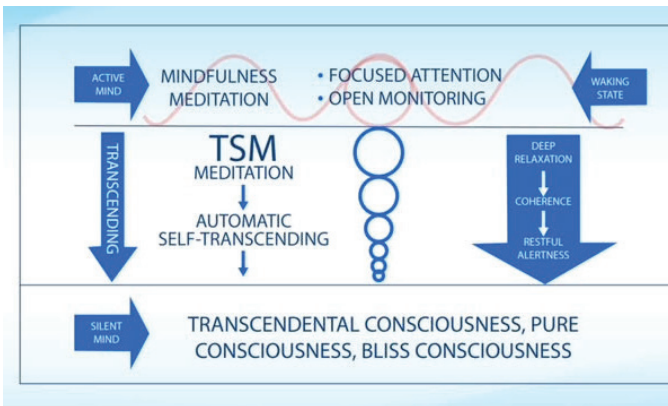 ACTIVE
MIND
MINDFULNESS
MEDITATION
• FOCUSED ATTENTION
• OPEN MONITORING
WAKING
STATE
TRANSCENDING
TSM
MEDITATION
AUTOMATIC
SELF-TRANSCENDING
DEEP
RELAXATION
COHERENCE
RESTFUL
ALERTNESS
SILENT
MIND
TRANSCENDENTAL CONSCIOUSNESS, PURE
CONSCIOUSNESS, BLISS CONSCIOUSNESS